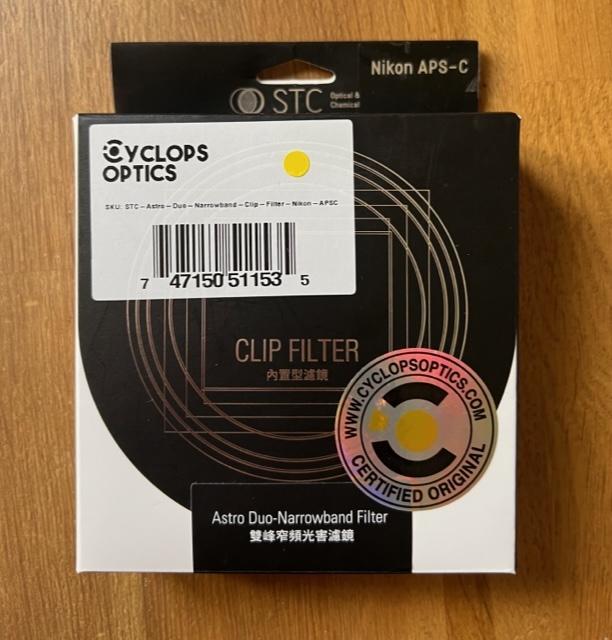 Nikon APS-C
STC Optical &
Chemical
CYCLOPS
OPTICS
SKU: STC-Astro-Duo-Narrowband-Clip-Filter-Nikon-APSC
7 47150 51153 5
CLIP FILTER
內置型濾鏡
WWW.CYCLOPSOPTICS.COM
CERTIFIED ORIGINAL
Astro Duo-Narrowband Filter
雙峰窄頻光害濾鏡